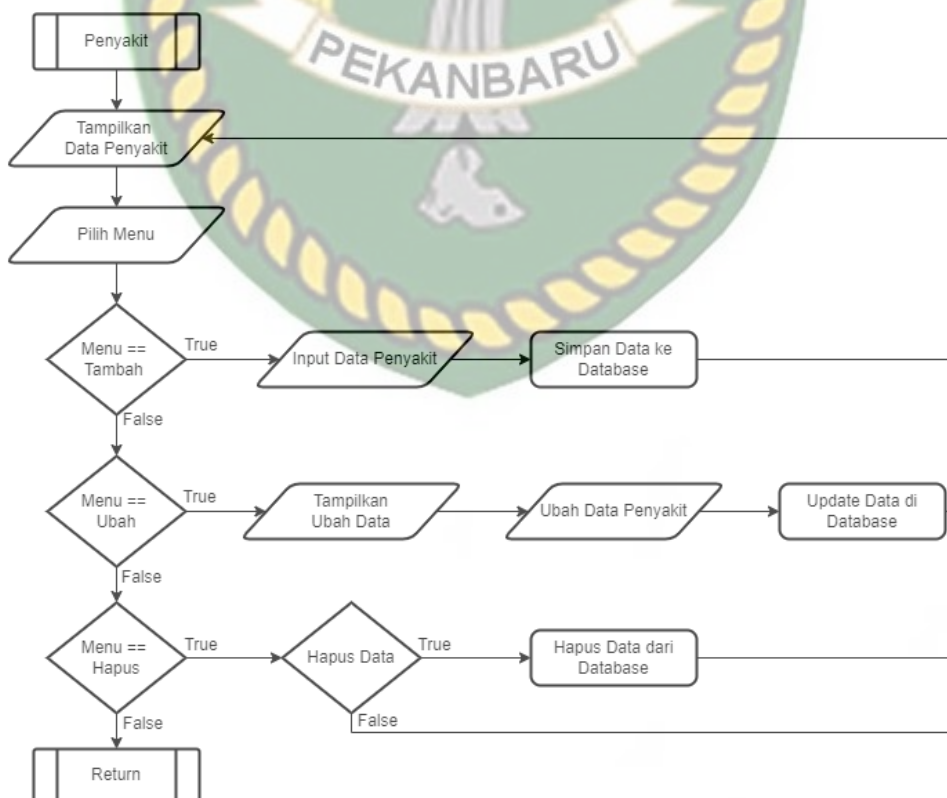 Penyakit
PEKANBARU
Tampilkan
Data Penyakit
Pilih Menu
Menu ==
Tambah
True
Input Data Penyakit
Simpan Data ke
Database
False
Menu ==
Ubah
True
Tampilkan
Ubah Data
Ubah Data Penyakit
Update Data di
Database
False
Menu ==
Hapus
True
Hapus Data
True
Hapus Data dari
Database
False
False
Return